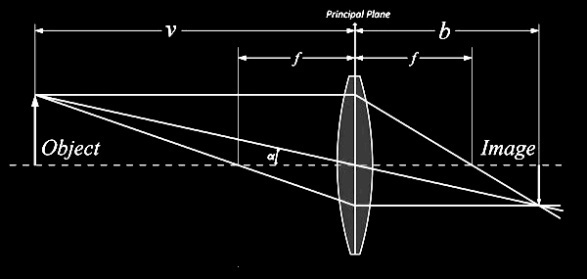 Principal Plane
v
b
f
f
Object
α
Image